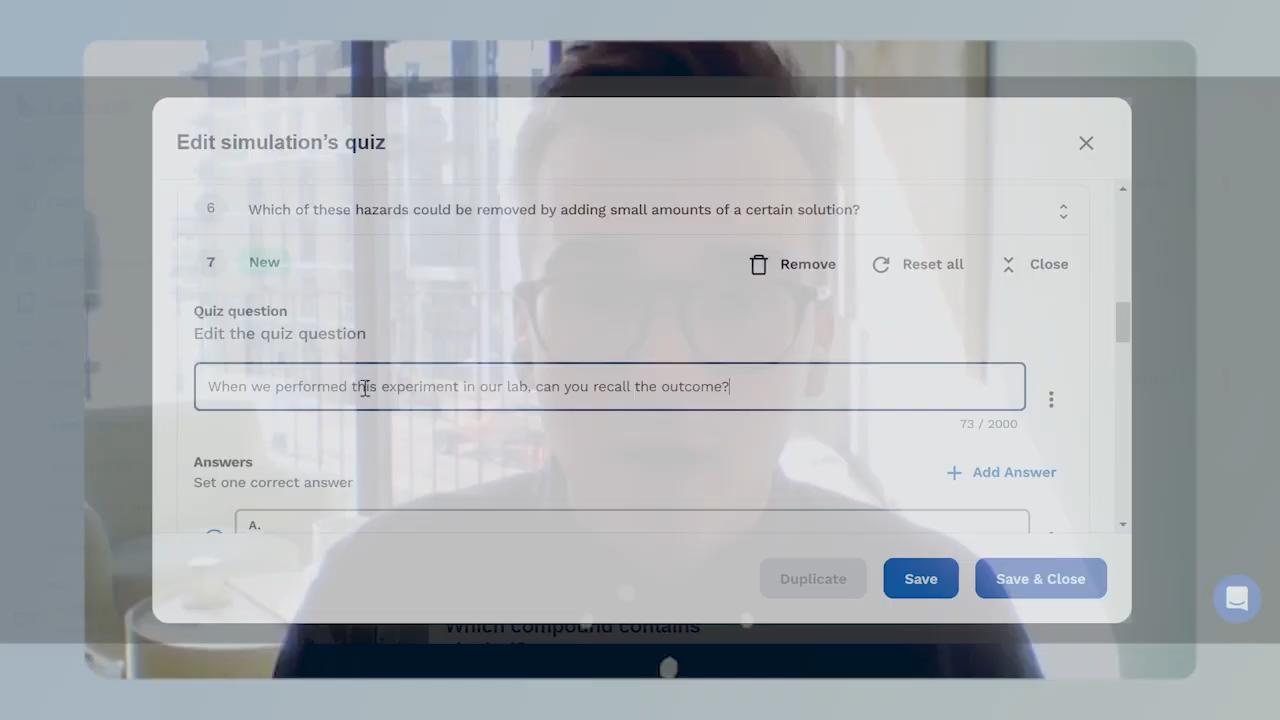 Edit simulation's quiz
6 Which of these hazards could be removed by adding small amounts of a certain solution?
7 New Remove Reset all Close
Quiz question
Edit the quiz question
When we performed this experiment in our lab, can you recall the outcome?
73 / 2000
Answers
Set one correct answer
Add Answer
A.
Duplicate Save Save & Close
Which compound contains